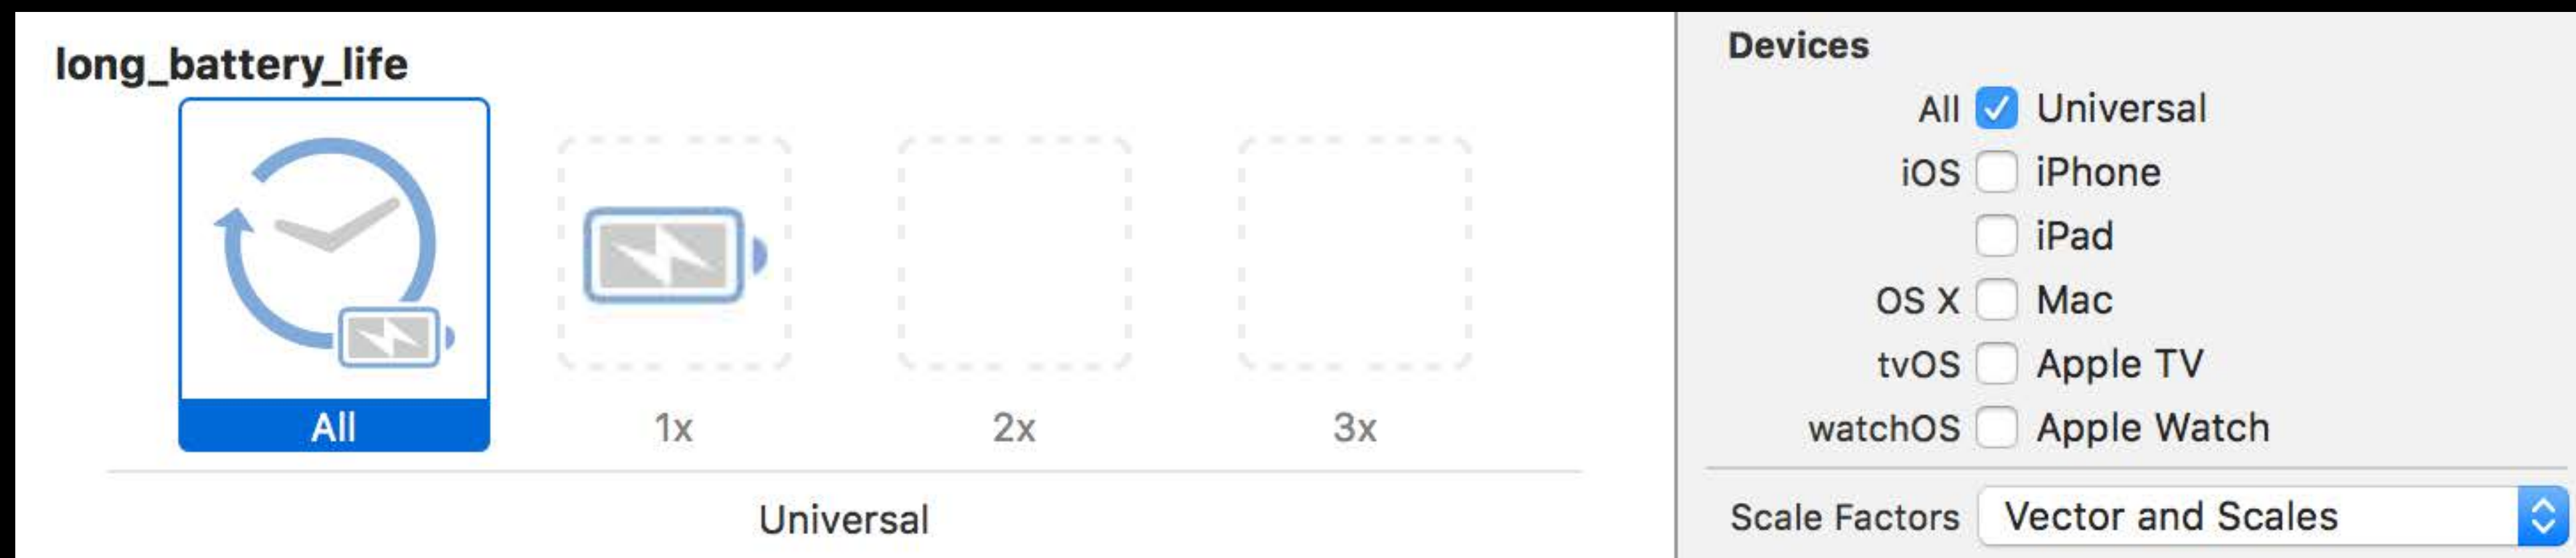 long_battery_life
All
1x
2x
3x
Universal
Devices
All Universal
iOS iPhone
iPad
OS X Mac
tvOS Apple TV
watchOS Apple Watch
Scale Factors Vector and Scales